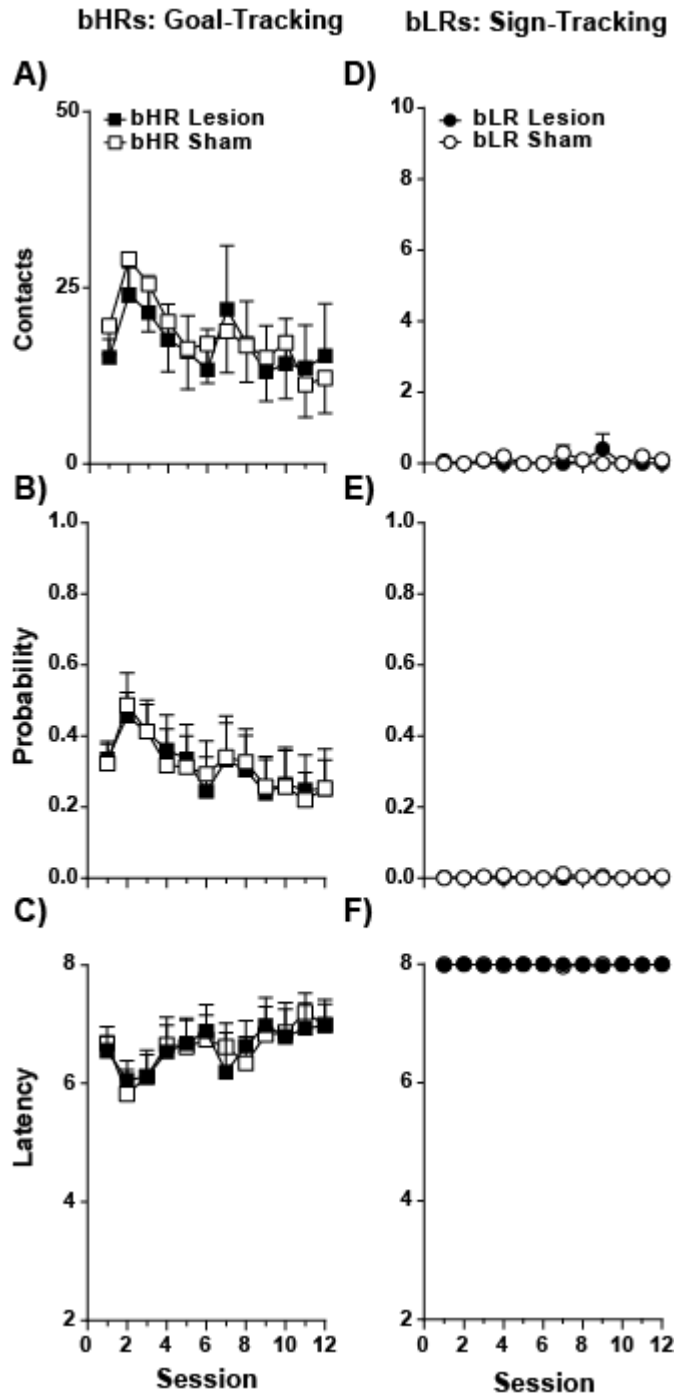 bHRs: Goal-Tracking
bLRs: Sign-Tracking
A)
50
25
0
Contacts
bHR Lesion
bHR Sham
D)
10
8
6
4
2
0
bLR Lesion
bLR Sham
B)
1.0
0.8
0.6
0.4
0.2
0.0
Probability
E)
1.0
0.8
0.6
0.4
0.2
0.0
C)
8
6
4
2
Latency
0 2 4 6 8 10 12
Session
F)
8
6
4
2
0 2 4 6 8 10 12
Session